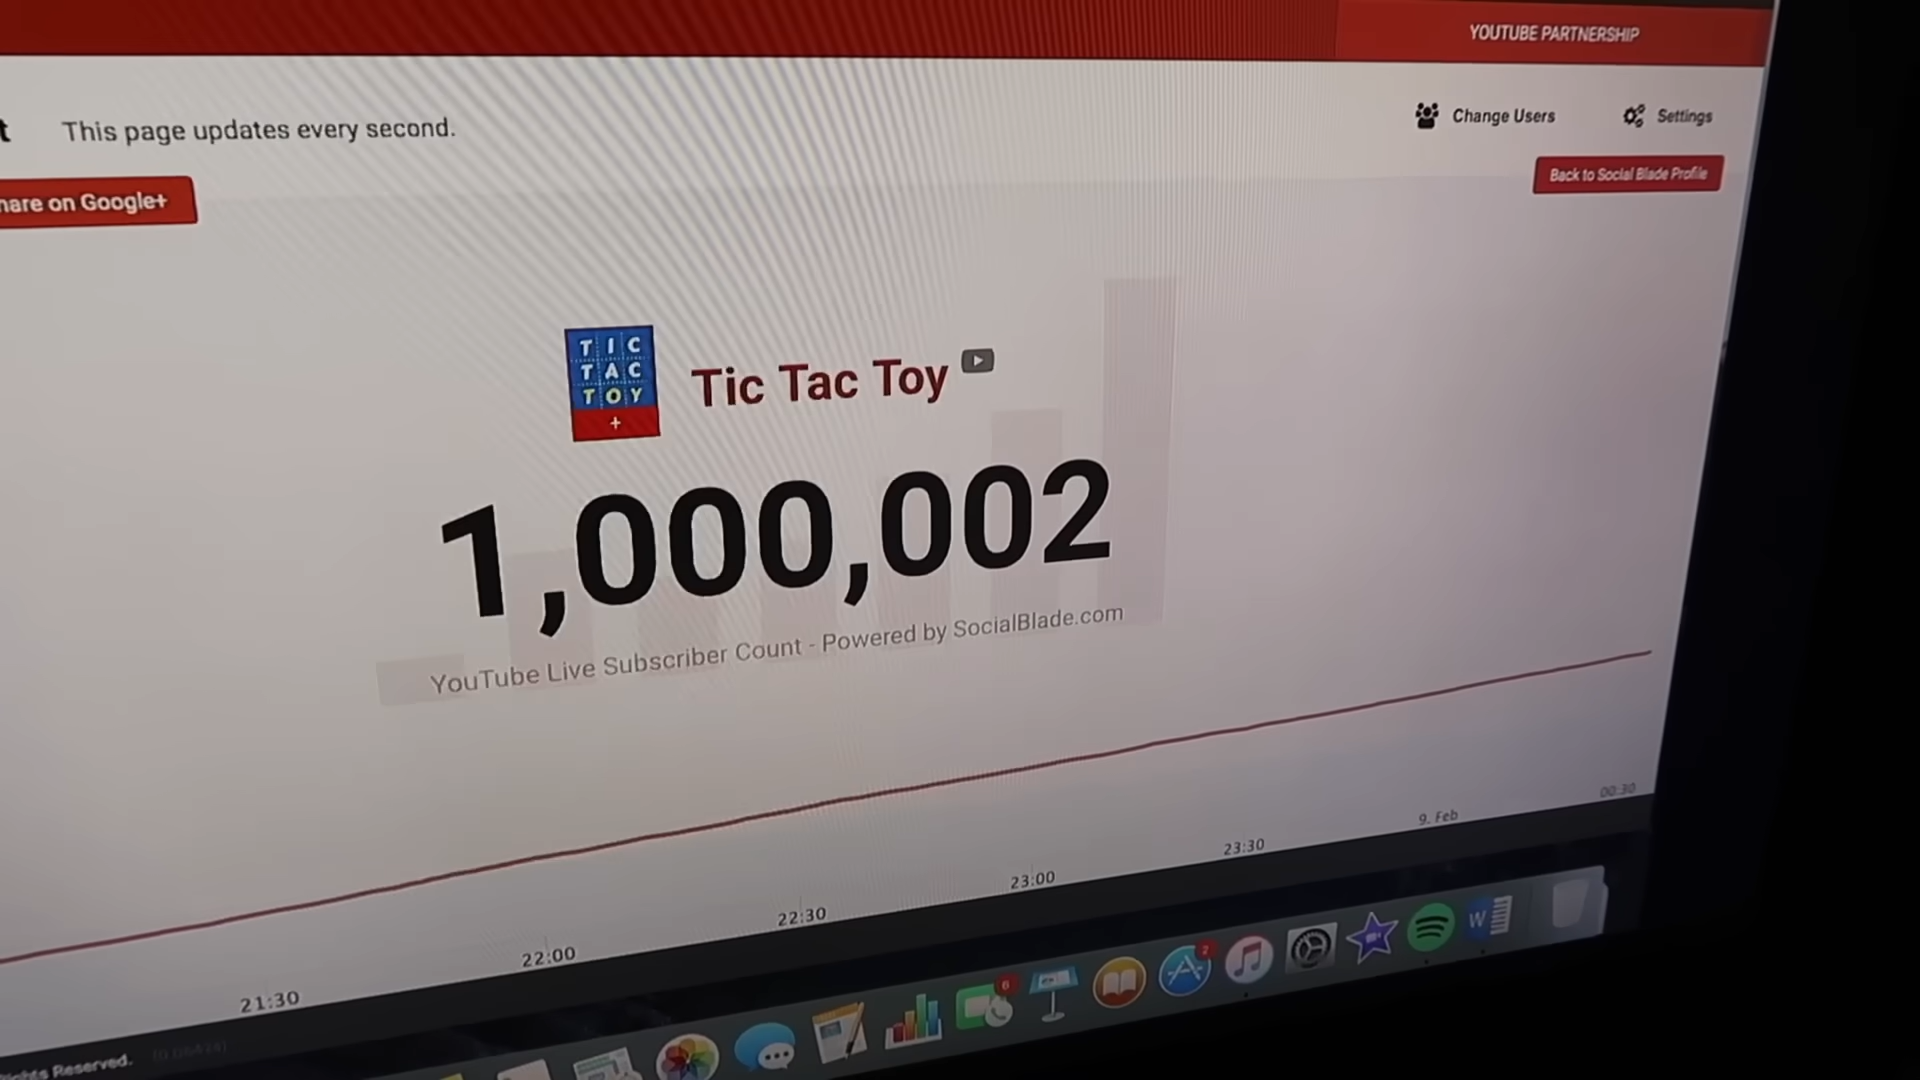 YOUTUBE PARTNERSHIP
This page updates every second.
Change Users
Settings
on Google+
Back to Social Blade Profile
TIC
TAC
TOY
+
Tic Tac Toy
1,000,002
YouTube Live Subscriber Count - Powered by SocialBlade.com
21:30
22:00
22:30
23:00
23:30
9. Feb
00:30
Reserved.
6
2
W